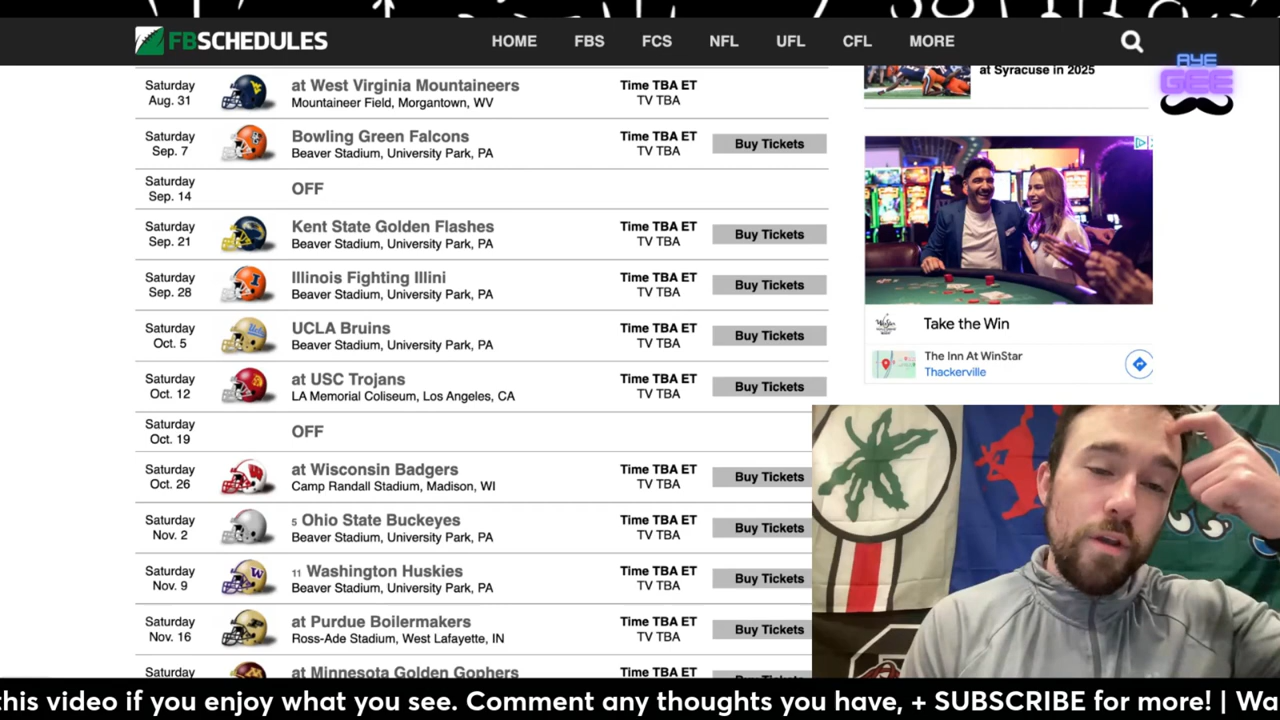 FBSCHEDULES
HOME FBS FCS NFL UFL CFL MORE
AYE
GEE
at Syracuse in 2025
Saturday
Aug. 31
at West Virginia Mountaineers
Mountaineer Field, Morgantown, WV
Time TBA ET
TV TBA
Saturday
Sep. 7
Bowling Green Falcons
Beaver Stadium, University Park, PA
Time TBA ET
TV TBA
Buy Tickets
Saturday
Sep. 14
OFF
Saturday
Sep. 21
Kent State Golden Flashes
Beaver Stadium, University Park, PA
Time TBA ET
TV TBA
Buy Tickets
Saturday
Sep. 28
Illinois Fighting Illini
Beaver Stadium, University Park, PA
Time TBA ET
TV TBA
Buy Tickets
Saturday
Oct. 5
UCLA Bruins
Beaver Stadium, University Park, PA
Time TBA ET
TV TBA
Buy Tickets
Saturday
Oct. 12
at USC Trojans
LA Memorial Coliseum, Los Angeles, CA
Time TBA ET
TV TBA
Buy Tickets
Saturday
Oct. 19
OFF
Saturday
Oct. 26
at Wisconsin Badgers
Camp Randall Stadium, Madison, WI
Time TBA ET
TV TBA
Buy Tickets
Saturday
Nov. 2
5 Ohio State Buckeyes
Beaver Stadium, University Park, PA
Time TBA ET
TV TBA
Buy Tickets
Saturday
Nov. 9
11 Washington Huskies
Beaver Stadium, University Park, PA
Time TBA ET
TV TBA
Buy Tickets
Saturday
Nov. 16
at Purdue Boilermakers
Ross-Ade Stadium, West Lafayette, IN
Time TBA ET
TV TBA
Buy Tickets
Saturday
at Minnesota Golden Gophers
Time TBA ET
Take the Win
The Inn At WinStar
Thackerville
this video if you enjoy what you see. Comment any thoughts you have, + SUBSCRIBE for more! | Wa